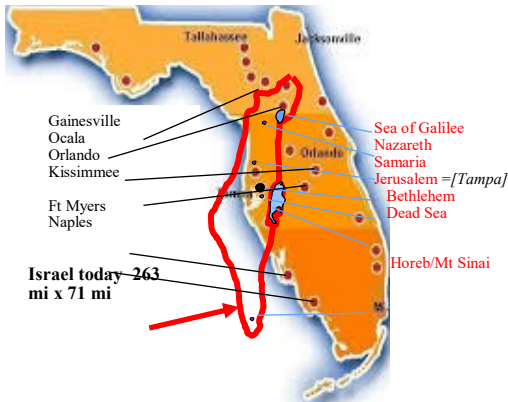 Tallahassee
Jacksonville
Gainesville
Ocala
Orlando
Kissimmee
Ft Myers
Naples
Orlando
Sea of Galilee
Nazareth
Samaria
Jerusalem =[Tampa]
Bethlehem
Dead Sea
Horeb/Mt Sinai
Israel today 263
mi x 71 mi